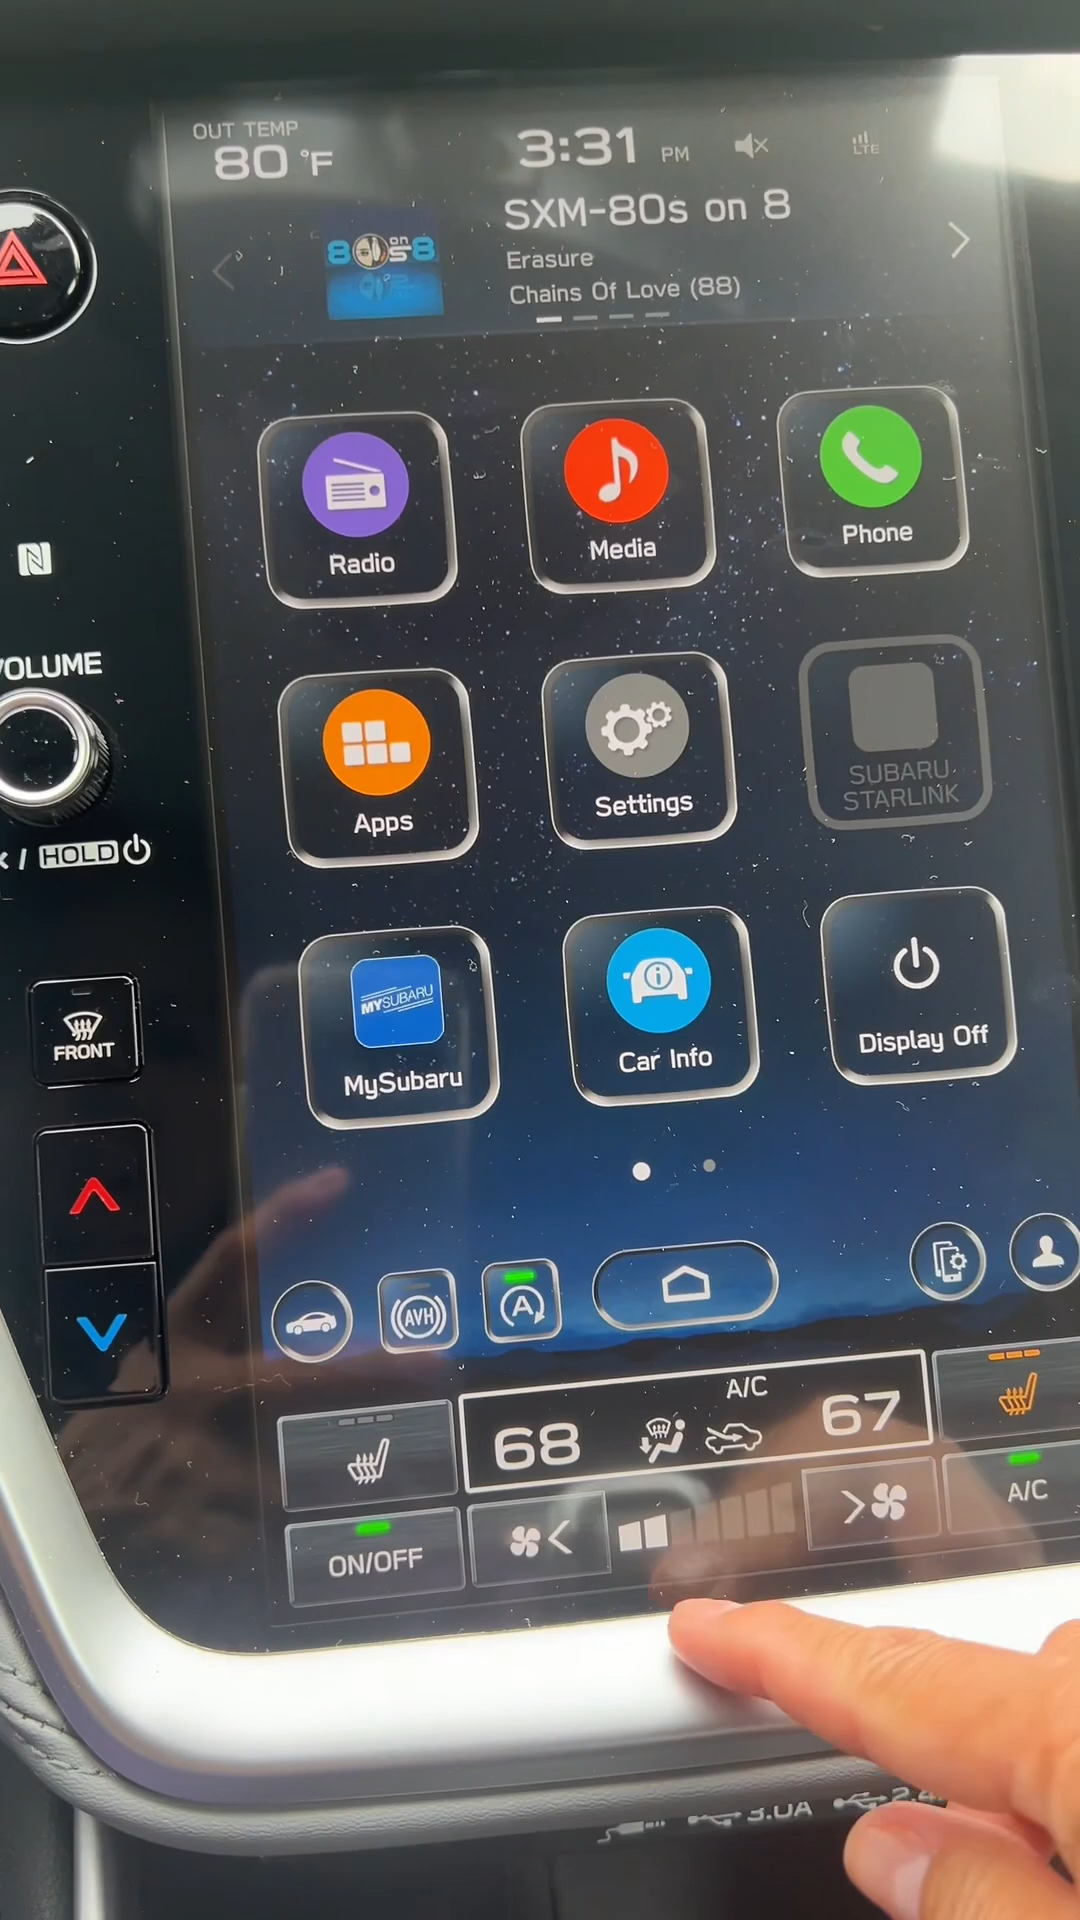 OUT TEMP
80 °F
3:31 PM
LTE
SXM-80s on 8
80s on 8
Erasure
Chains Of Love (88)
Radio
Media
Phone
VOLUME
HOLD
Apps
Settings
SUBARU
STARLINK
FRONT
MYSUBARU
MySubaru
Car Info
Display Off
AVH
A
A/C
68
67
ON/OFF
A/C
3.0A